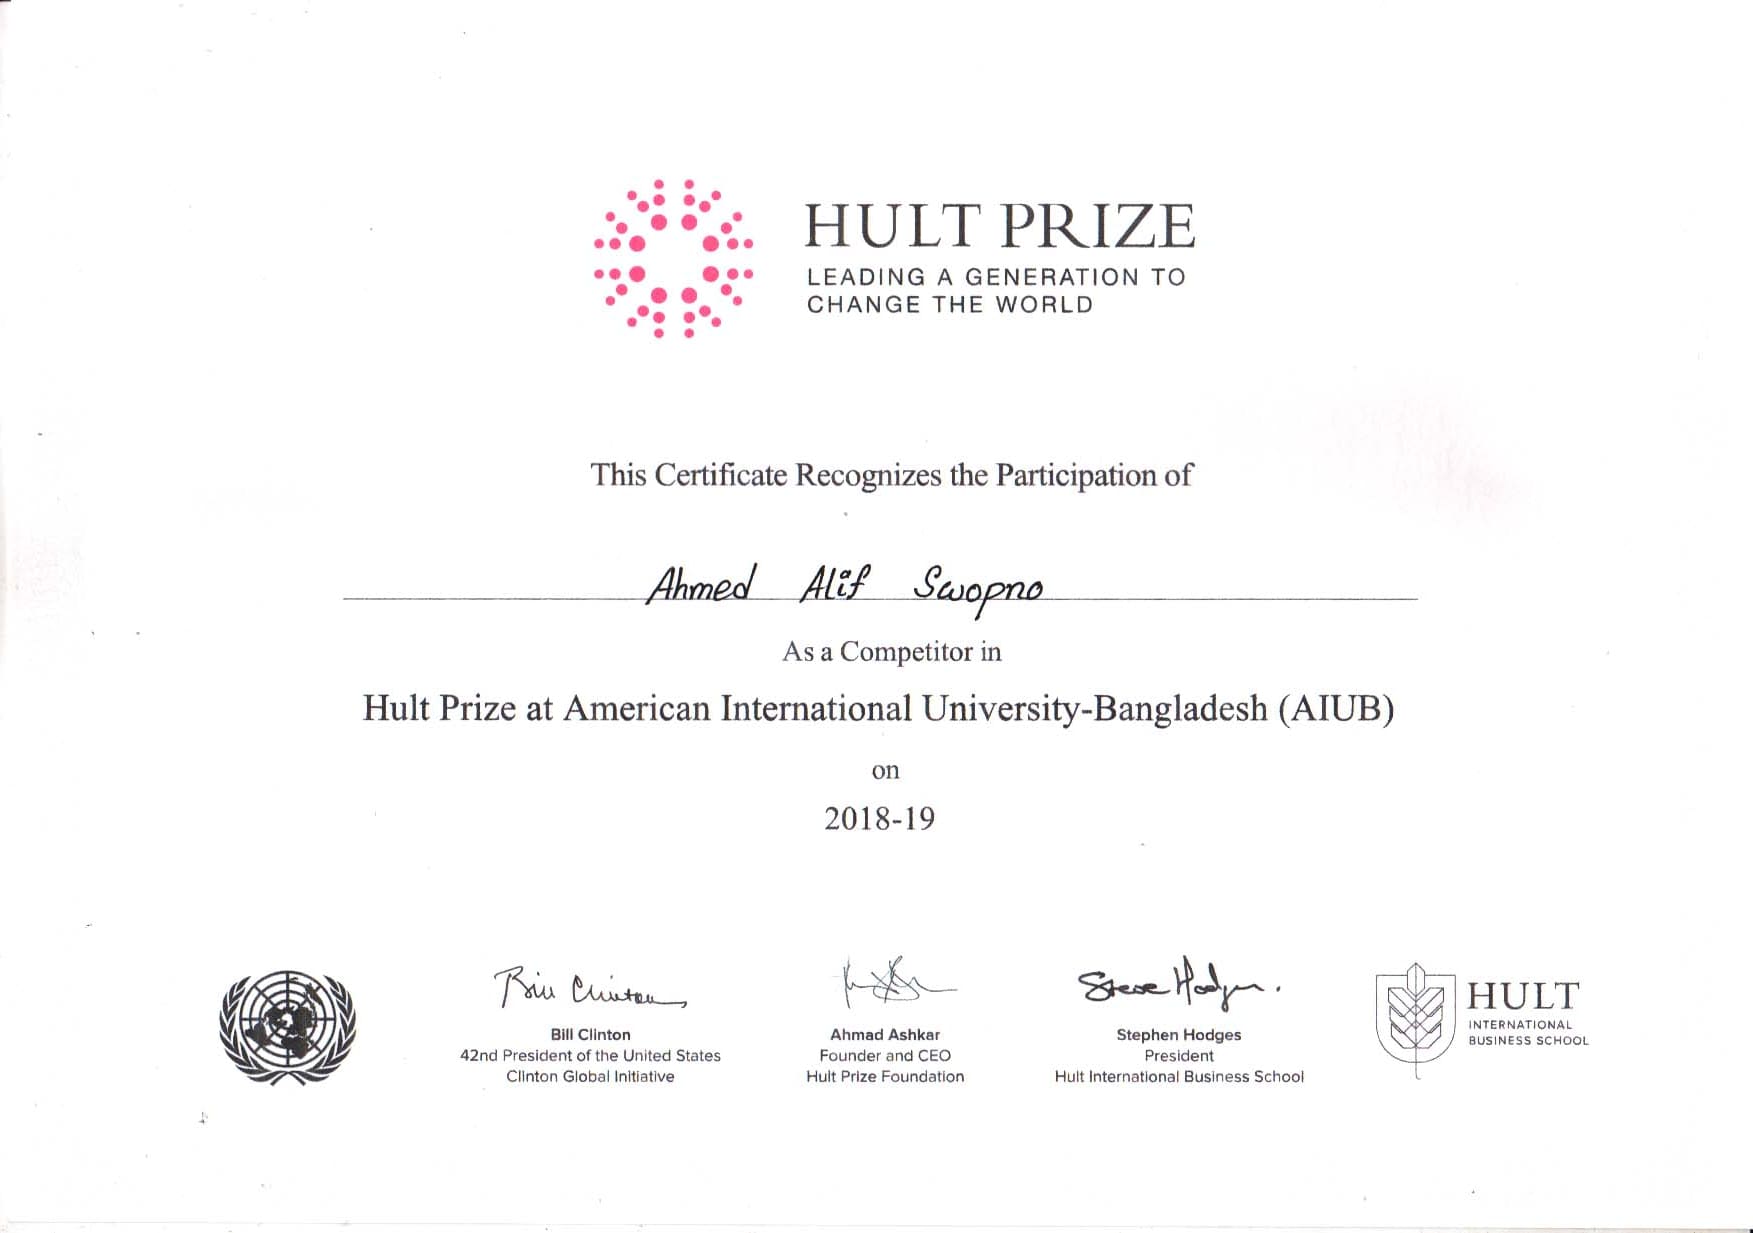 HULT PRIZE
LEADING A GENERATION TO
CHANGE THE WORLD
This Certificate Recognizes the Participation of
Ahmed Alif Swopno
As a Competitor in
Hult Prize at American International University-Bangladesh (AIUB)
on
2018-19
Bill Clinton
Bill Clinton
42nd President of the United States
Clinton Global Initiative
Ahmad Ashkar
Founder and CEO
Hult Prize Foundation
Steve Hodges.
Stephen Hodges
President
Hult International Business School
HULT
INTERNATIONAL
BUSINESS SCHOOL